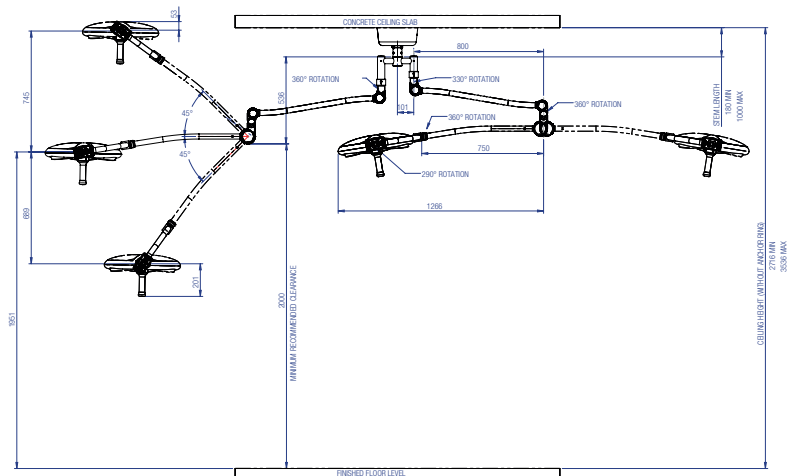 CONCRETE CEILING SLAB
53
800
745
536
360° ROTATION
330° ROTATION
101
360° ROTATION
360° ROTATION
STEM LENGTH
180 MIN
1000 MAX
45°
45°
750
290° ROTATION
1266
689
201
1951
2000
MINIMUM RECOMMENDED CLEARANCE
CEILING HEIGHT (WITHOUT ANCHOR RING)
2716 MIN
3536 MAX
FINISHED FLOOR LEVEL